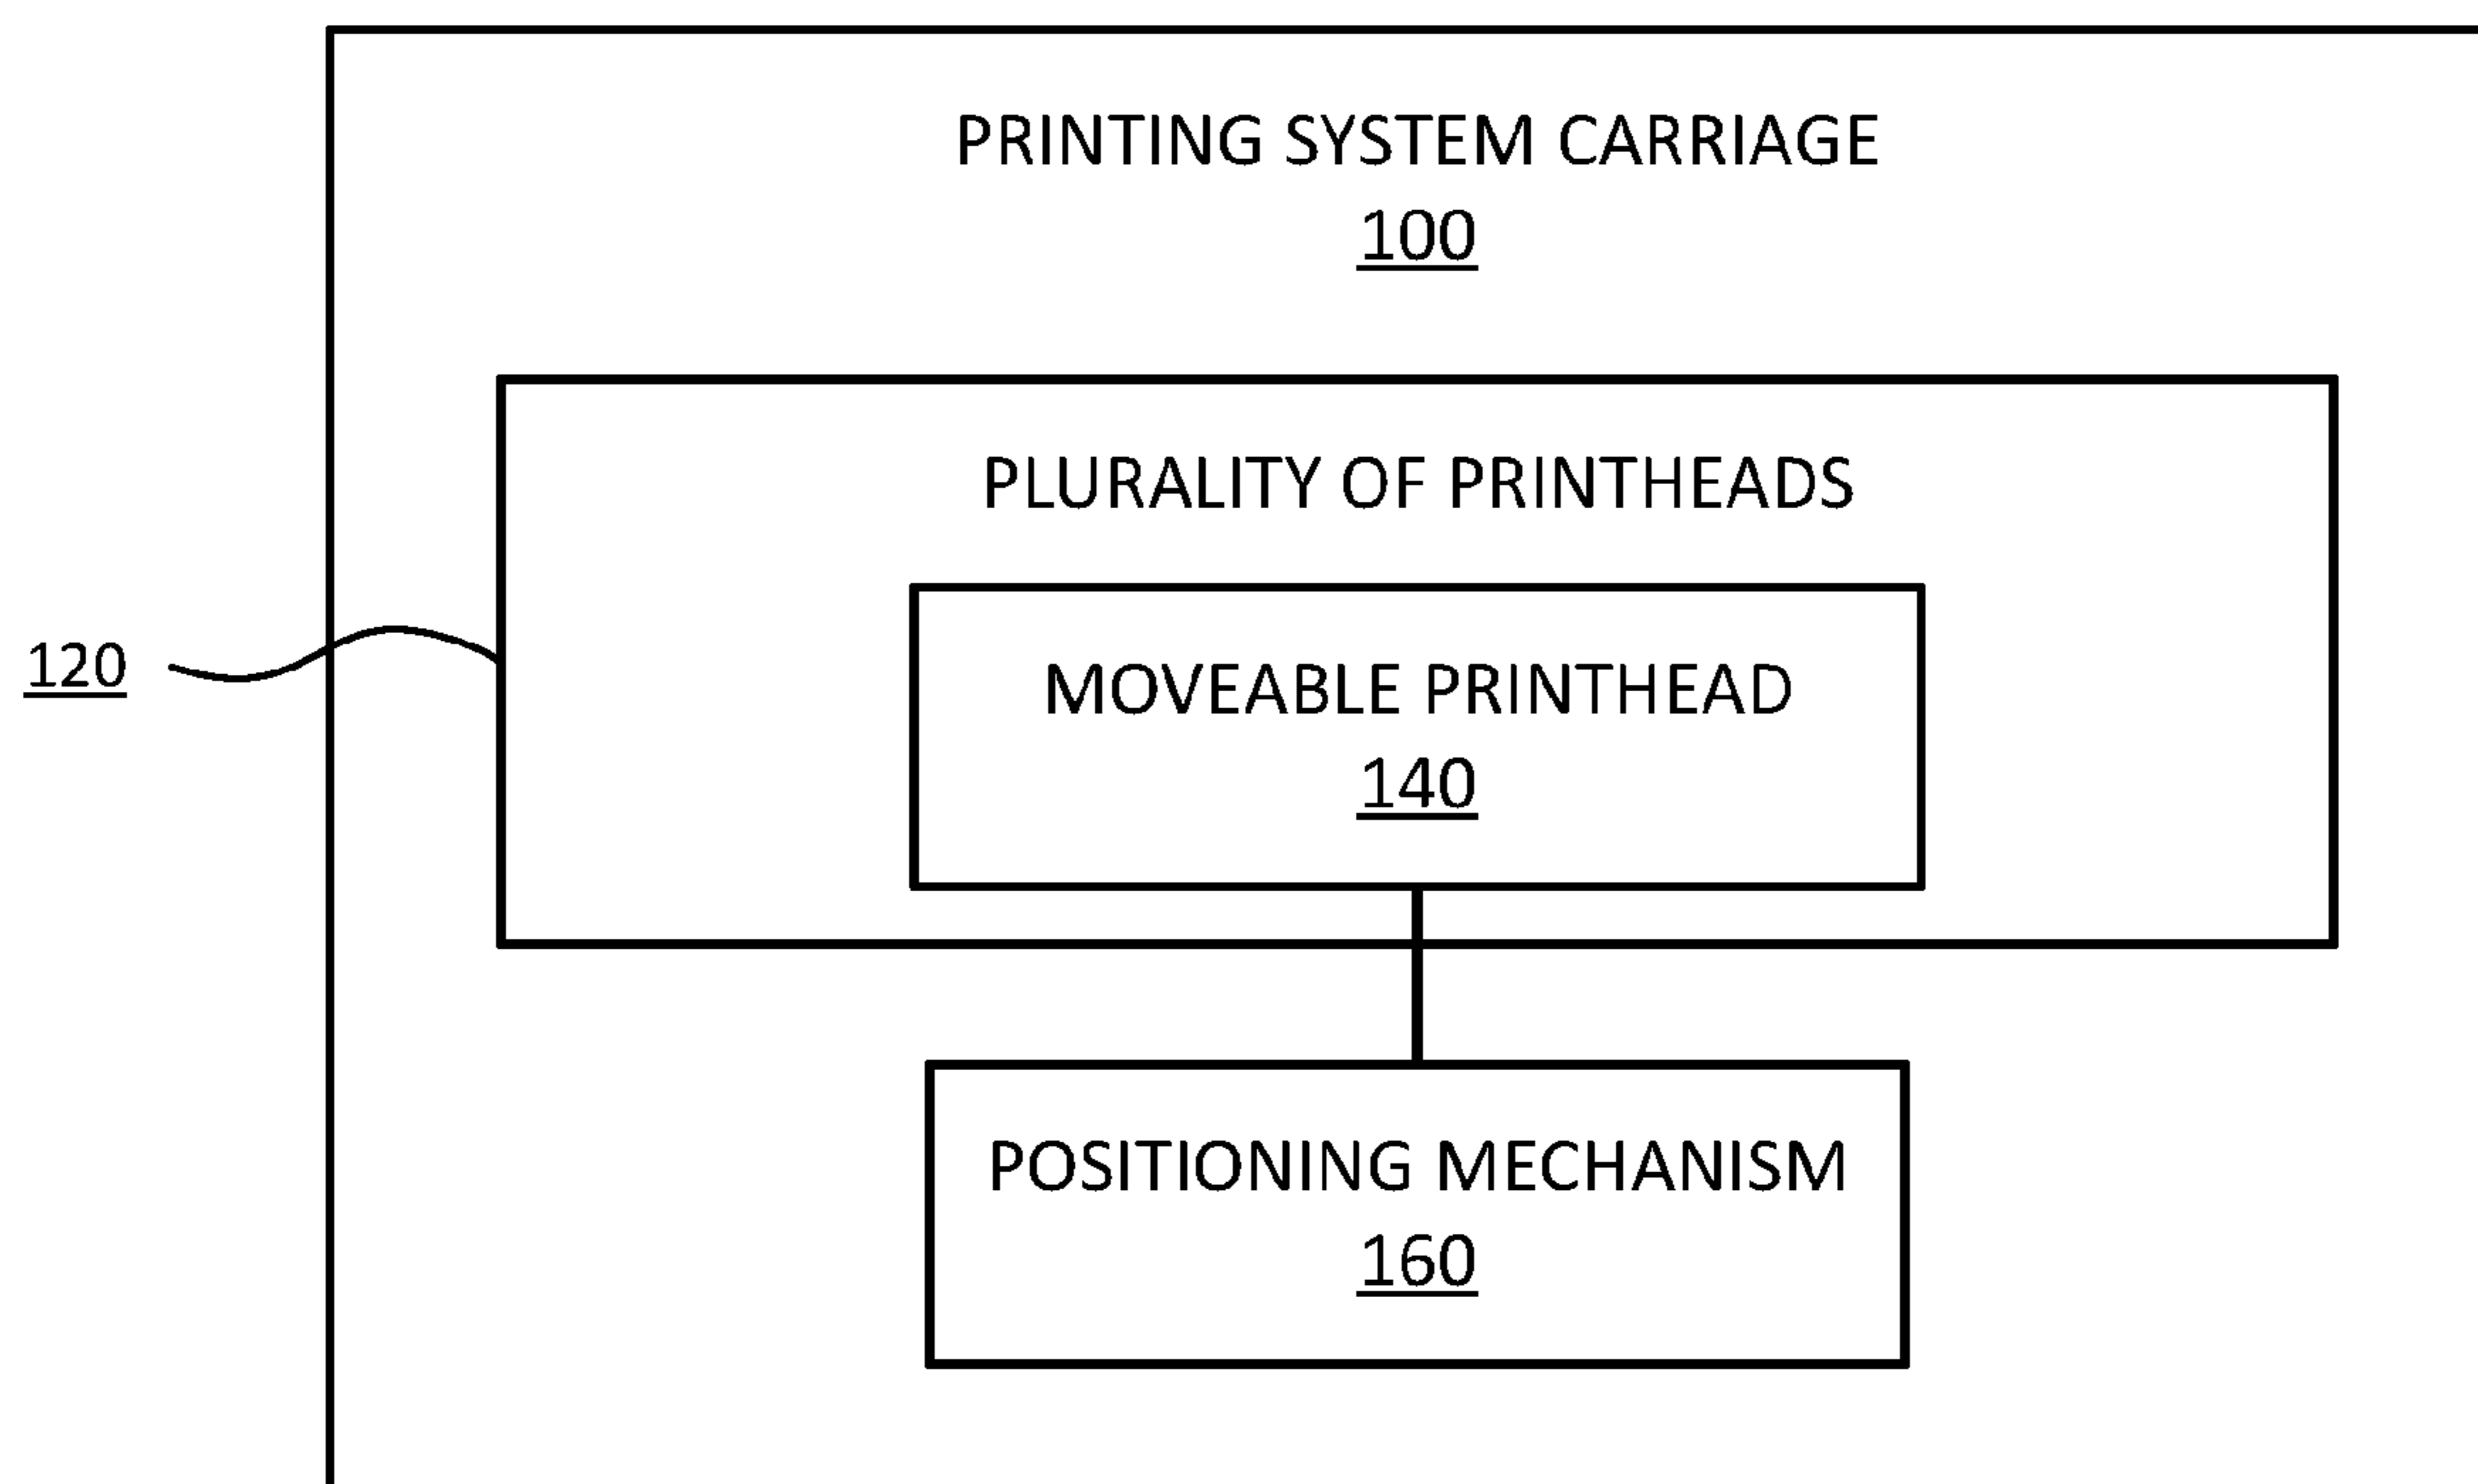 PRINTING SYSTEM CARRIAGE
100
PLURALITY OF PRINTHEADS
120
MOVEABLE PRINTHEAD
140
POSITIONING MECHANISM
160